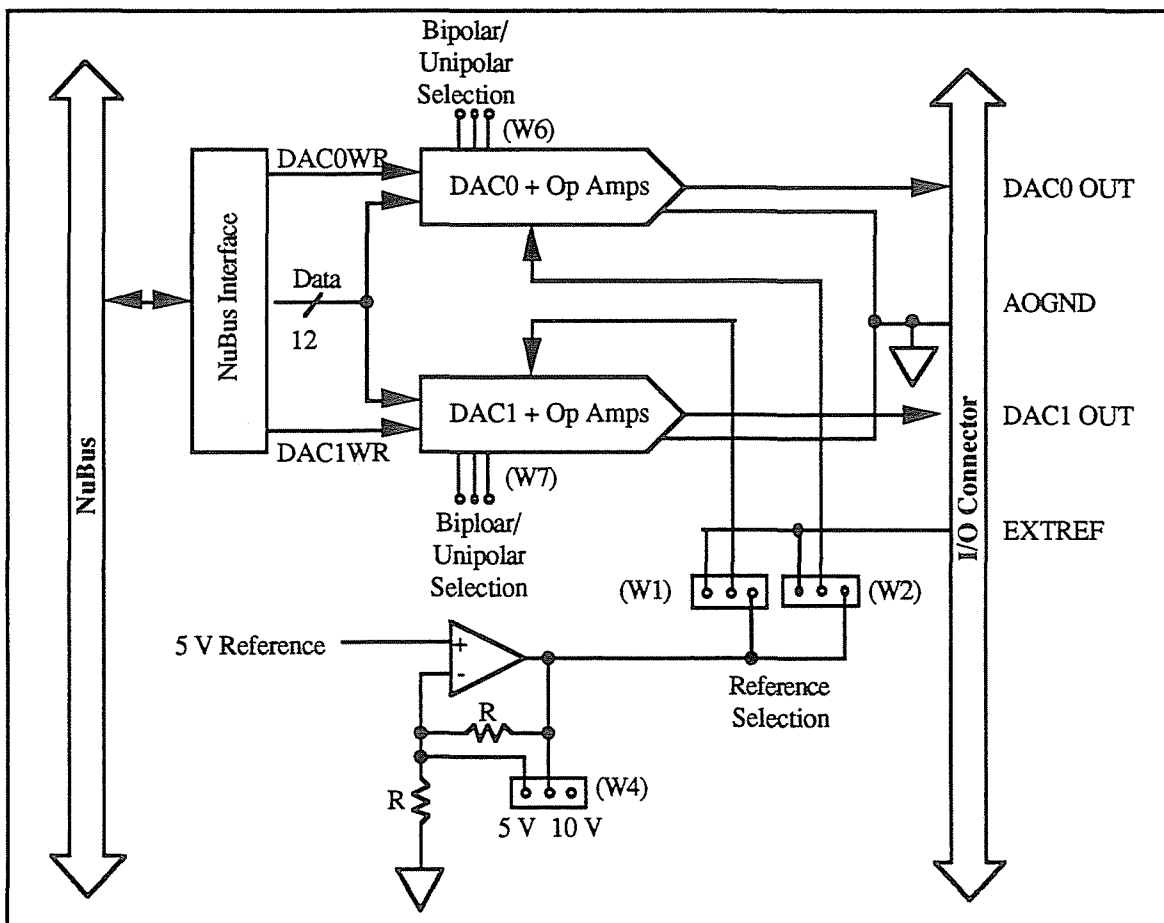 Bipolar/
Unipolar
Selection
(W6)
DAC0WR
DAC0 + Op Amps
DAC0 OUT
NuBus Interface
Data
12
AOGND
DAC1 + Op Amps
DAC1 OUT
DAC1WR
(W7)
NuBus
I/O Connector
Biploar/
Unipolar
Selection
EXTREF
(W1)
(W2)
5 V Reference
+
-
Reference
Selection
R
R
(W4)
5 V 10 V